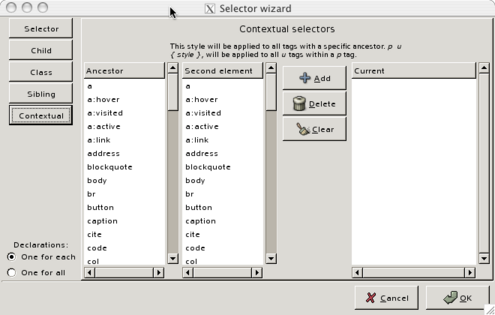 Selector wizard
Selector
Child
Class
Sibling
Contextual
Contextual selectors
This style will be applied to all tags with a specific ancestor. p u
{ style }, will be applied to all u tags within a p tag.
Ancestor
a
a:hover
a:visited
a:active
a:link
address
blockquote
body
br
button
caption
cite
code
col
Second element
a
a:hover
a:visited
a:active
a:link
address
blockquote
body
br
button
caption
cite
code
col
Add
Delete
Clear
Current
Declarations:
One for each
One for all
Cancel
OK